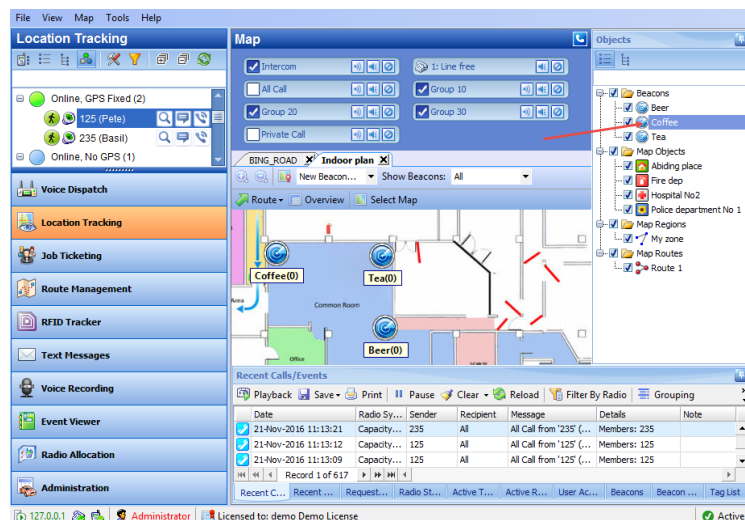 File View Map Tools Help
Location Tracking
Online, GPS Fixed (2)
125 (Pete)
235 (Basil)
Online, No GPS (1)
Voice Dispatch
Location Tracking
Job Ticketing
Route Management
RFID Tracker
Text Messages
Voice Recording
Event Viewer
Radio Allocation
Administration
Map
Intercom
1: Line free
All Call
Group 10
Group 20
Group 30
Private Call
BING_ROAD X Indoor plan X
New Beacon... Show Beacons: All
Route Overview Select Map
Coffee(0)
Tea(0)
Area
Common Room
Beer(0)
Office
Objects
Beacons
Beer
Coffee
Tea
Map Objects
Abiding place
Fire dep
Hospital No2
Police department No 1
Map Regions
My zone
Map Routes
Route 1
Recent Calls/Events
Playback Save Print Pause Clear Reload Filter By Radio Grouping
Date Radio Sy... Sender Recipient Message Details Note
21-Nov-2016 11:13:21 Capacity... 235 All All Call from '235' (... Members: 235
21-Nov-2016 11:13:12 Capacity... 125 All All Call from '125' (... Members: 125
21-Nov-2016 11:13:09 Capacity... 125 All All Call from '125' (... Members: 125
Record 1 of 617
Recent C... Recent ... Request... Radio St... Active T... Active R... User Ac... Beacons Beacon ... Tag List
127.0.0.1 Administrator Licensed to: demo Demo License Active